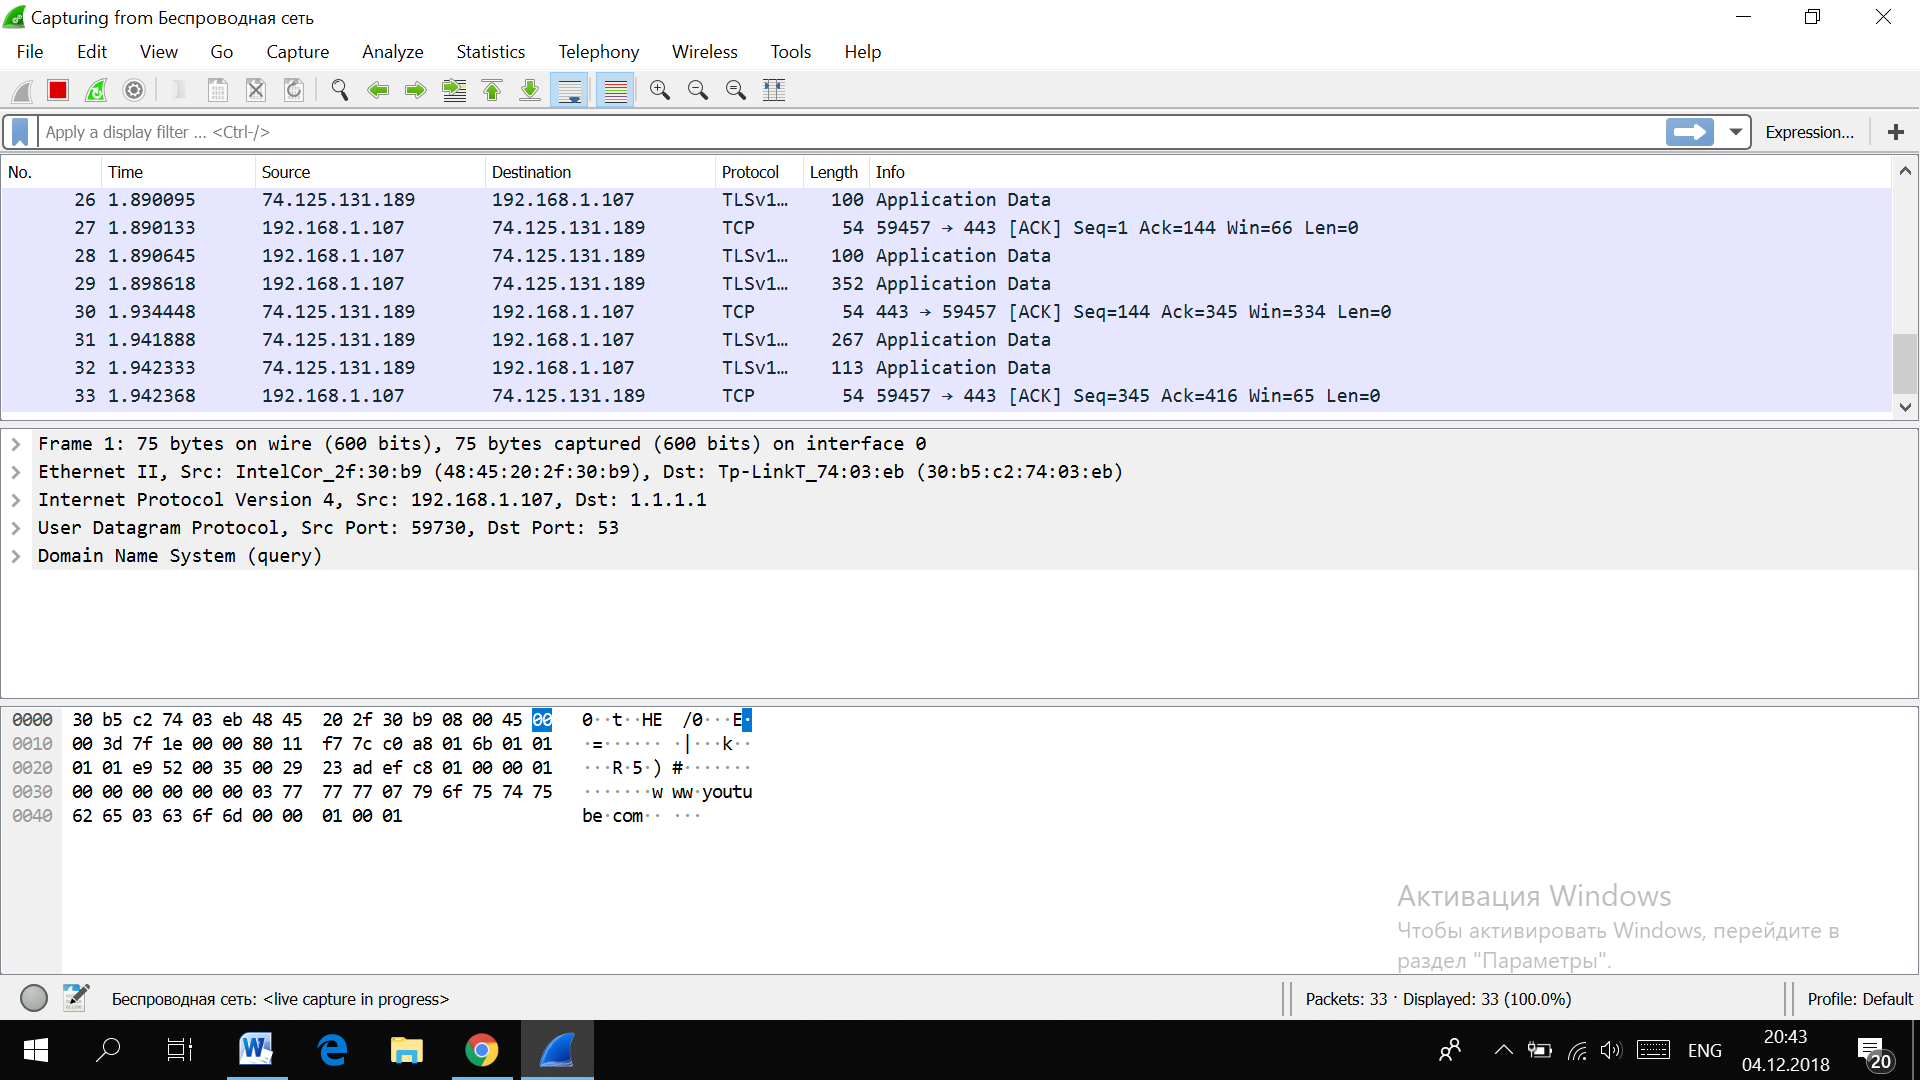 Capturing from Беспроводная сеть
File Edit View Go Capture Analyze Statistics Telephony Wireless Tools Help
Apply a display filter ... <Ctrl-/> Expression... +
No. Time Source Destination Protocol Length Info
26 1.890095 74.125.131.189 192.168.1.107 TLSv1… 100 Application Data
27 1.890133 192.168.1.107 74.125.131.189 TCP 54 59457 → 443 [ACK] Seq=1 Ack=144 Win=66 Len=0
28 1.890645 192.168.1.107 74.125.131.189 TLSv1… 100 Application Data
29 1.898618 192.168.1.107 74.125.131.189 TLSv1… 352 Application Data
30 1.934448 74.125.131.189 192.168.1.107 TCP 54 443 → 59457 [ACK] Seq=144 Ack=345 Win=334 Len=0
31 1.941888 74.125.131.189 192.168.1.107 TLSv1… 267 Application Data
32 1.942333 74.125.131.189 192.168.1.107 TLSv1… 113 Application Data
33 1.942368 192.168.1.107 74.125.131.189 TCP 54 59457 → 443 [ACK] Seq=345 Ack=416 Win=65 Len=0
Frame 1: 75 bytes on wire (600 bits), 75 bytes captured (600 bits) on interface 0
Ethernet II, Src: IntelCor_2f:30:b9 (48:45:20:2f:30:b9), Dst: Tp-LinkT_74:03:eb (30:b5:c2:74:03:eb)
Internet Protocol Version 4, Src: 192.168.1.107, Dst: 1.1.1.1
User Datagram Protocol, Src Port: 59730, Dst Port: 53
Domain Name System (query)
0000 30 b5 c2 74 03 eb 48 45 20 2f 30 b9 08 00 45 00 0··t··HE /0···E·
0010 00 3d 7f 1e 00 00 80 11 f7 7c c0 a8 01 6b 01 01 ·=······ ·|···k··
0020 01 01 e9 52 00 35 00 29 23 ad ef c8 01 00 00 01 ···R·5·) #·······
0030 00 00 00 00 00 00 03 77 77 77 07 79 6f 75 74 75 ·······w ww·youtu
0040 62 65 03 63 6f 6d 00 00 01 00 01 be·com·· ···
Активация Windows
Чтобы активировать Windows, перейдите в
раздел "Параметры".
Беспроводная сеть: <live capture in progress> Packets: 33 · Displayed: 33 (100.0%) Profile: Default
ENG 20:43
04.12.2018 20